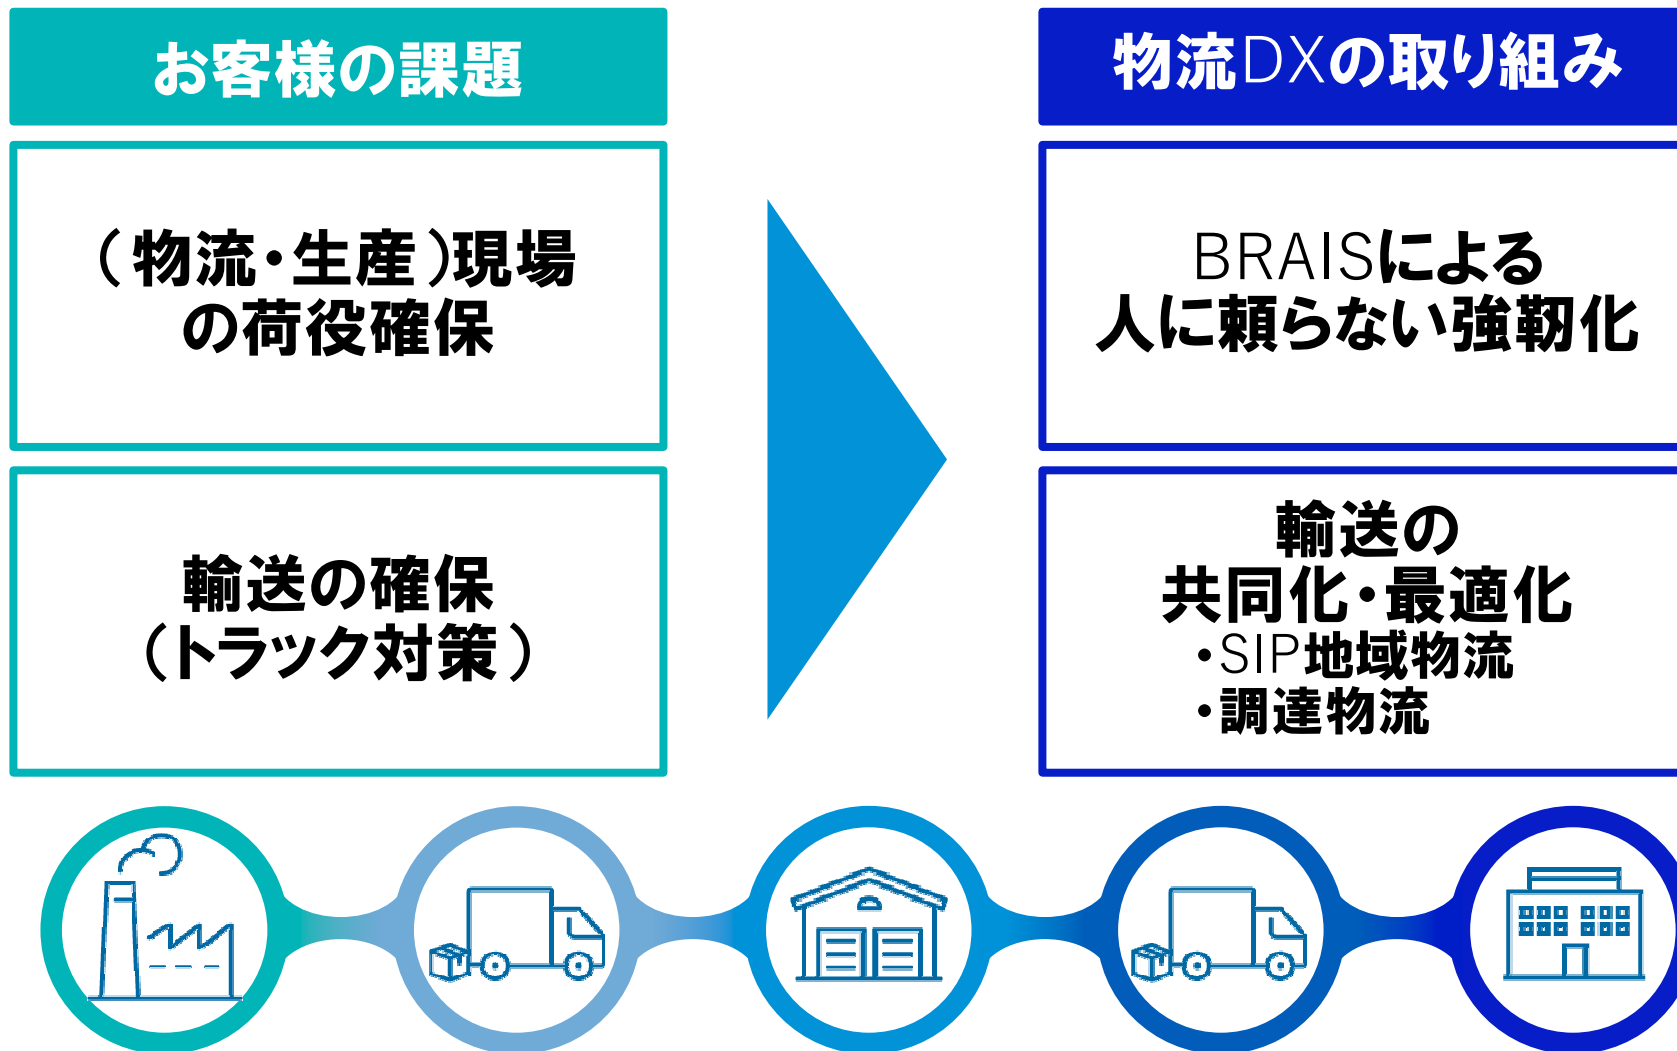 お客様の課題
(物流・生産)現場
の荷役確保
輸送の確保
(トラック対策)
物流DXの取り組み
BRAISによる
人に頼らない強靭化
輸送の
共同化・最適化
・SIP地域物流
・調達物流